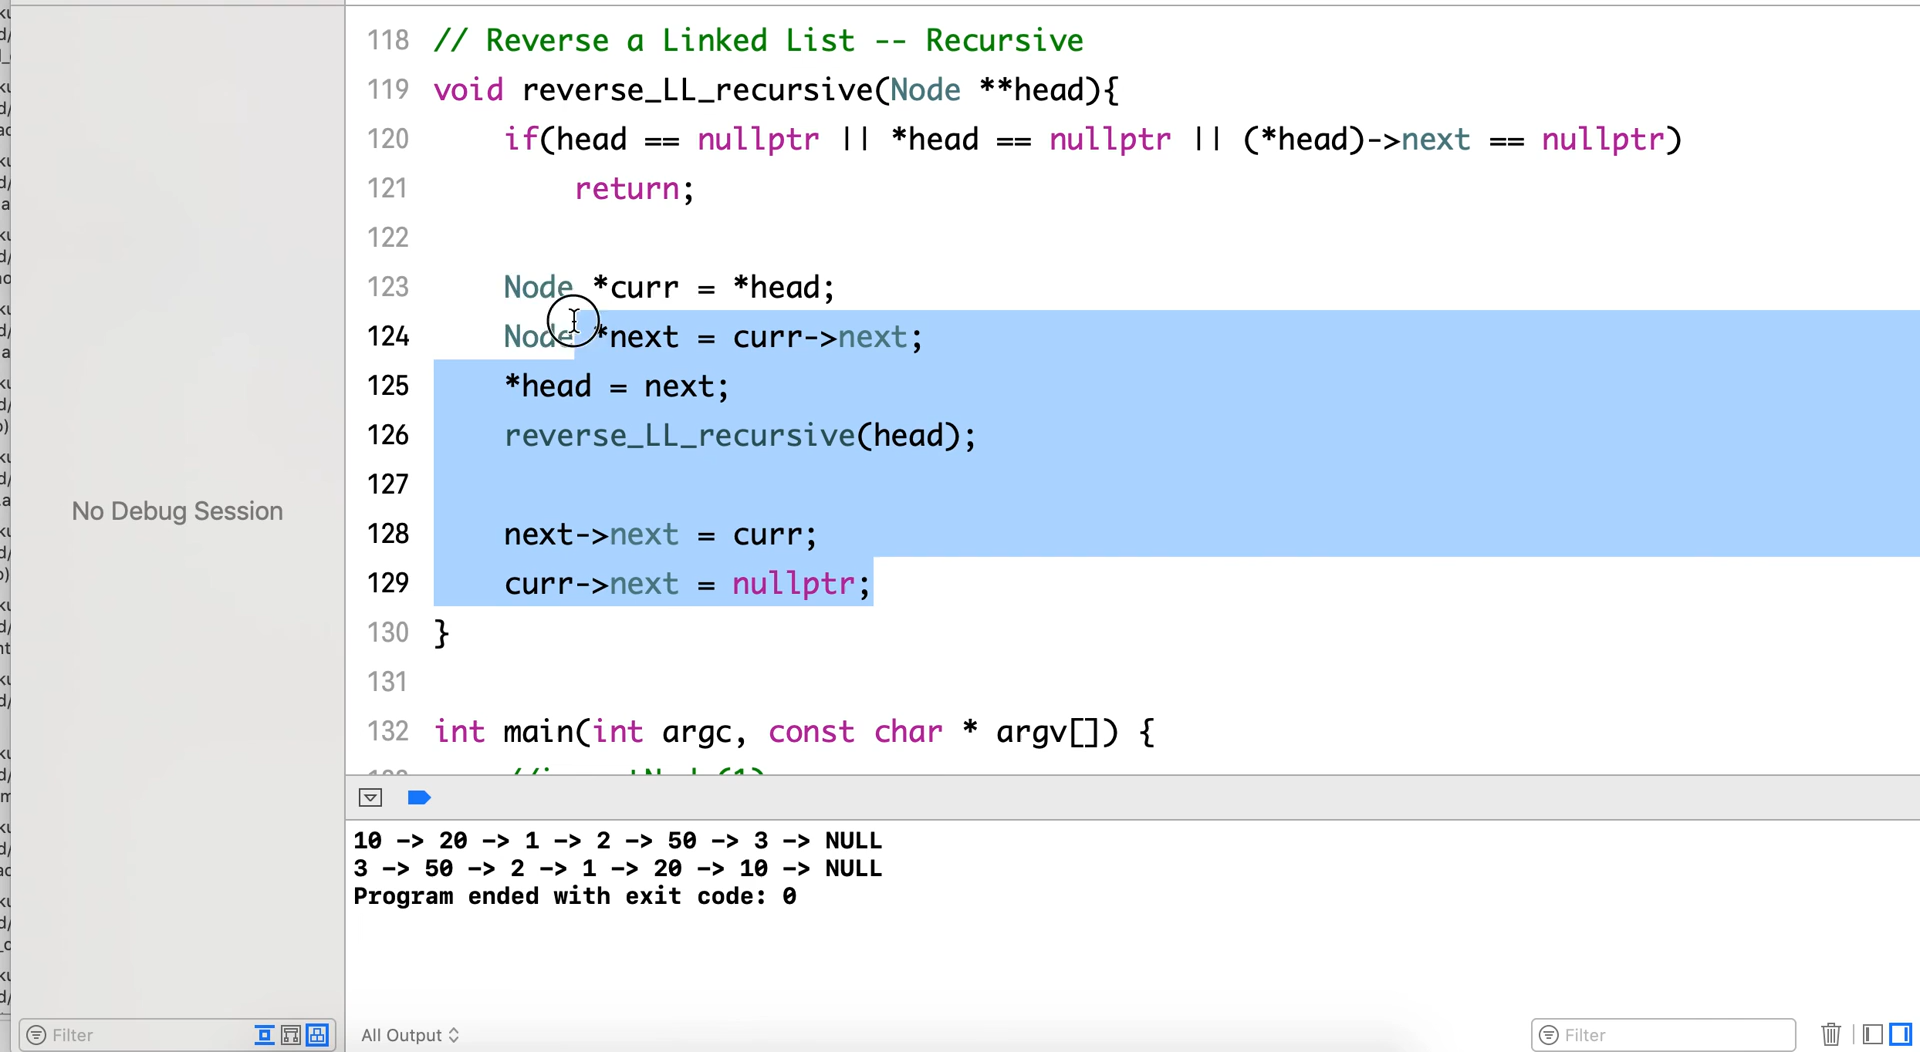 118 // Reverse a Linked List -- Recursive
119 void reverse_LL_recursive(Node **head){
120 if(head == nullptr || *head == nullptr || (*head)->next == nullptr)
121 return;
122
123 Node *curr = *head;
124 Node *next = curr->next;
125 *head = next;
126 reverse_LL_recursive(head);
127
128 next->next = curr;
129 curr->next = nullptr;
130 }
131
132 int main(int argc, const char * argv[]) {
No Debug Session
10 -> 20 -> 1 -> 2 -> 50 -> 3 -> NULL
3 -> 50 -> 2 -> 1 -> 20 -> 10 -> NULL
Program ended with exit code: 0
Filter
All Output
Filter